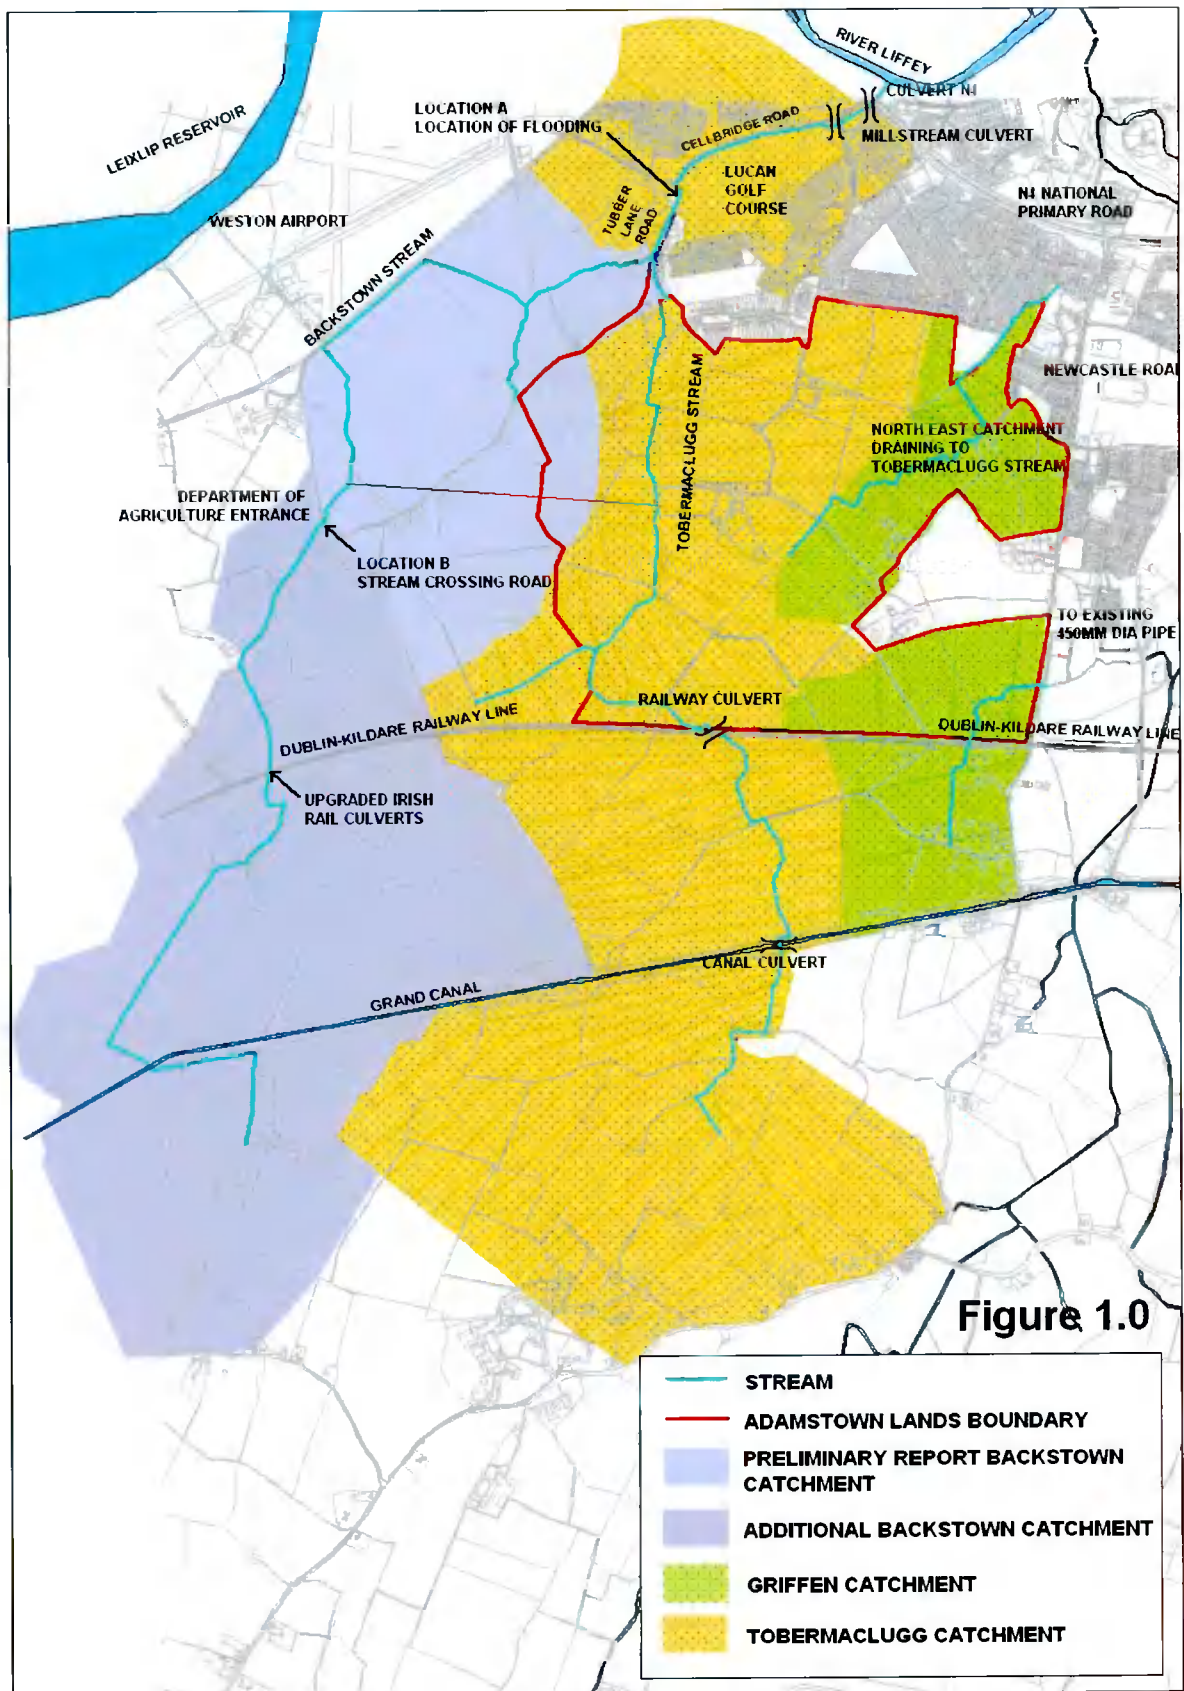 RIVER LIFFEY
CULVERT N4
LOCATION A
LOCATION OF FLOODING
CELLBRIDGE ROAD
MILLSTREAM CULVERT
LEIXLIP RESERVOIR
LUCAN
GOLF
COURSE
N4 NATIONAL
PRIMARY ROAD
WESTON AIRPORT
TUBBER
LANE
ROAD
BACKSTOWN STREAM
TOBERMACLUGG STREAM
NEWCASTLE ROAD
NORTH EAST CATCHMENT
DRAINING TO
TOBERMACLUGG STREAM
DEPARTMENT OF
AGRICULTURE ENTRANCE
LOCATION B
STREAM CROSSING ROAD
TO EXISTING
450MM DIA PIPE
RAILWAY CULVERT
DUBLIN-KILDARE RAILWAY LINE
DUBLIN-KILDARE RAILWAY LINE
UPGRADED IRISH
RAIL CULVERTS
CANAL CULVERT
GRAND CANAL
Figure 1.0
STREAM
ADAMSTOWN LANDS BOUNDARY
PRELIMINARY REPORT BACKSTOWN
CATCHMENT
ADDITIONAL BACKSTOWN CATCHMENT
GRIFFEN CATCHMENT
TOBERMACLUGG CATCHMENT